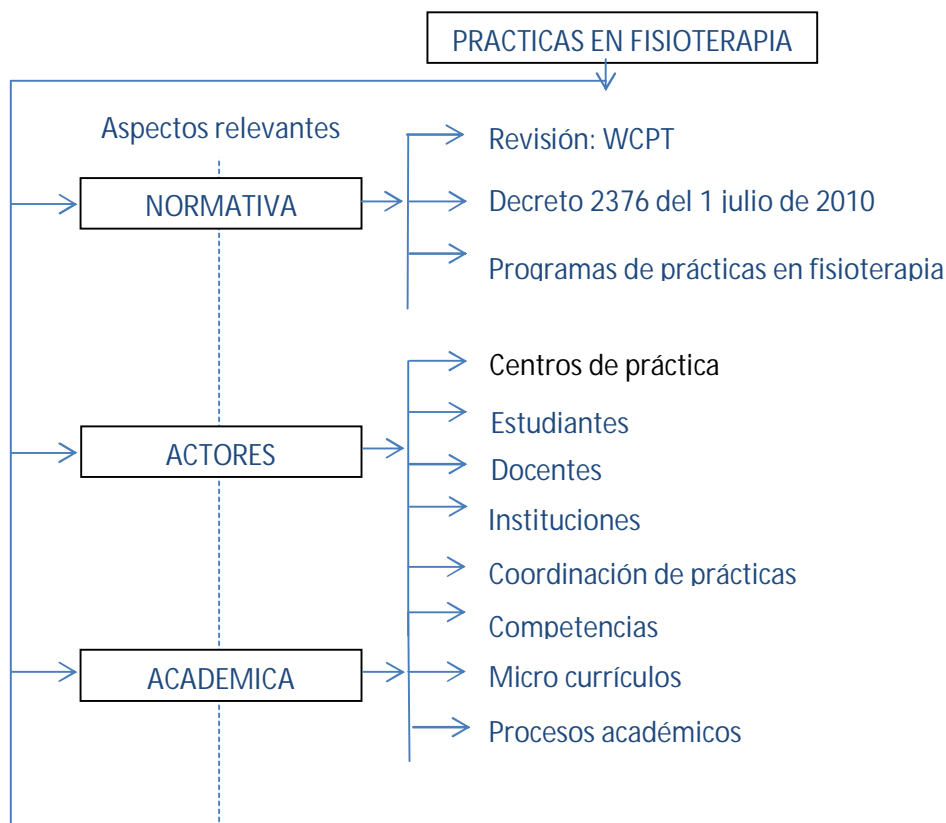 PRACTICAS EN FISIOTERAPIA
Aspectos relevantes
NORMATIVA
Revisión: WCPT
Decreto 2376 del 1 julio de 2010
Programas de prácticas en fisioterapia
ACTORES
Centros de práctica
Estudiantes
Docentes
Instituciones
Coordinación de prácticas
ACADEMICA
Competencias
Micro currículos
Procesos académicos